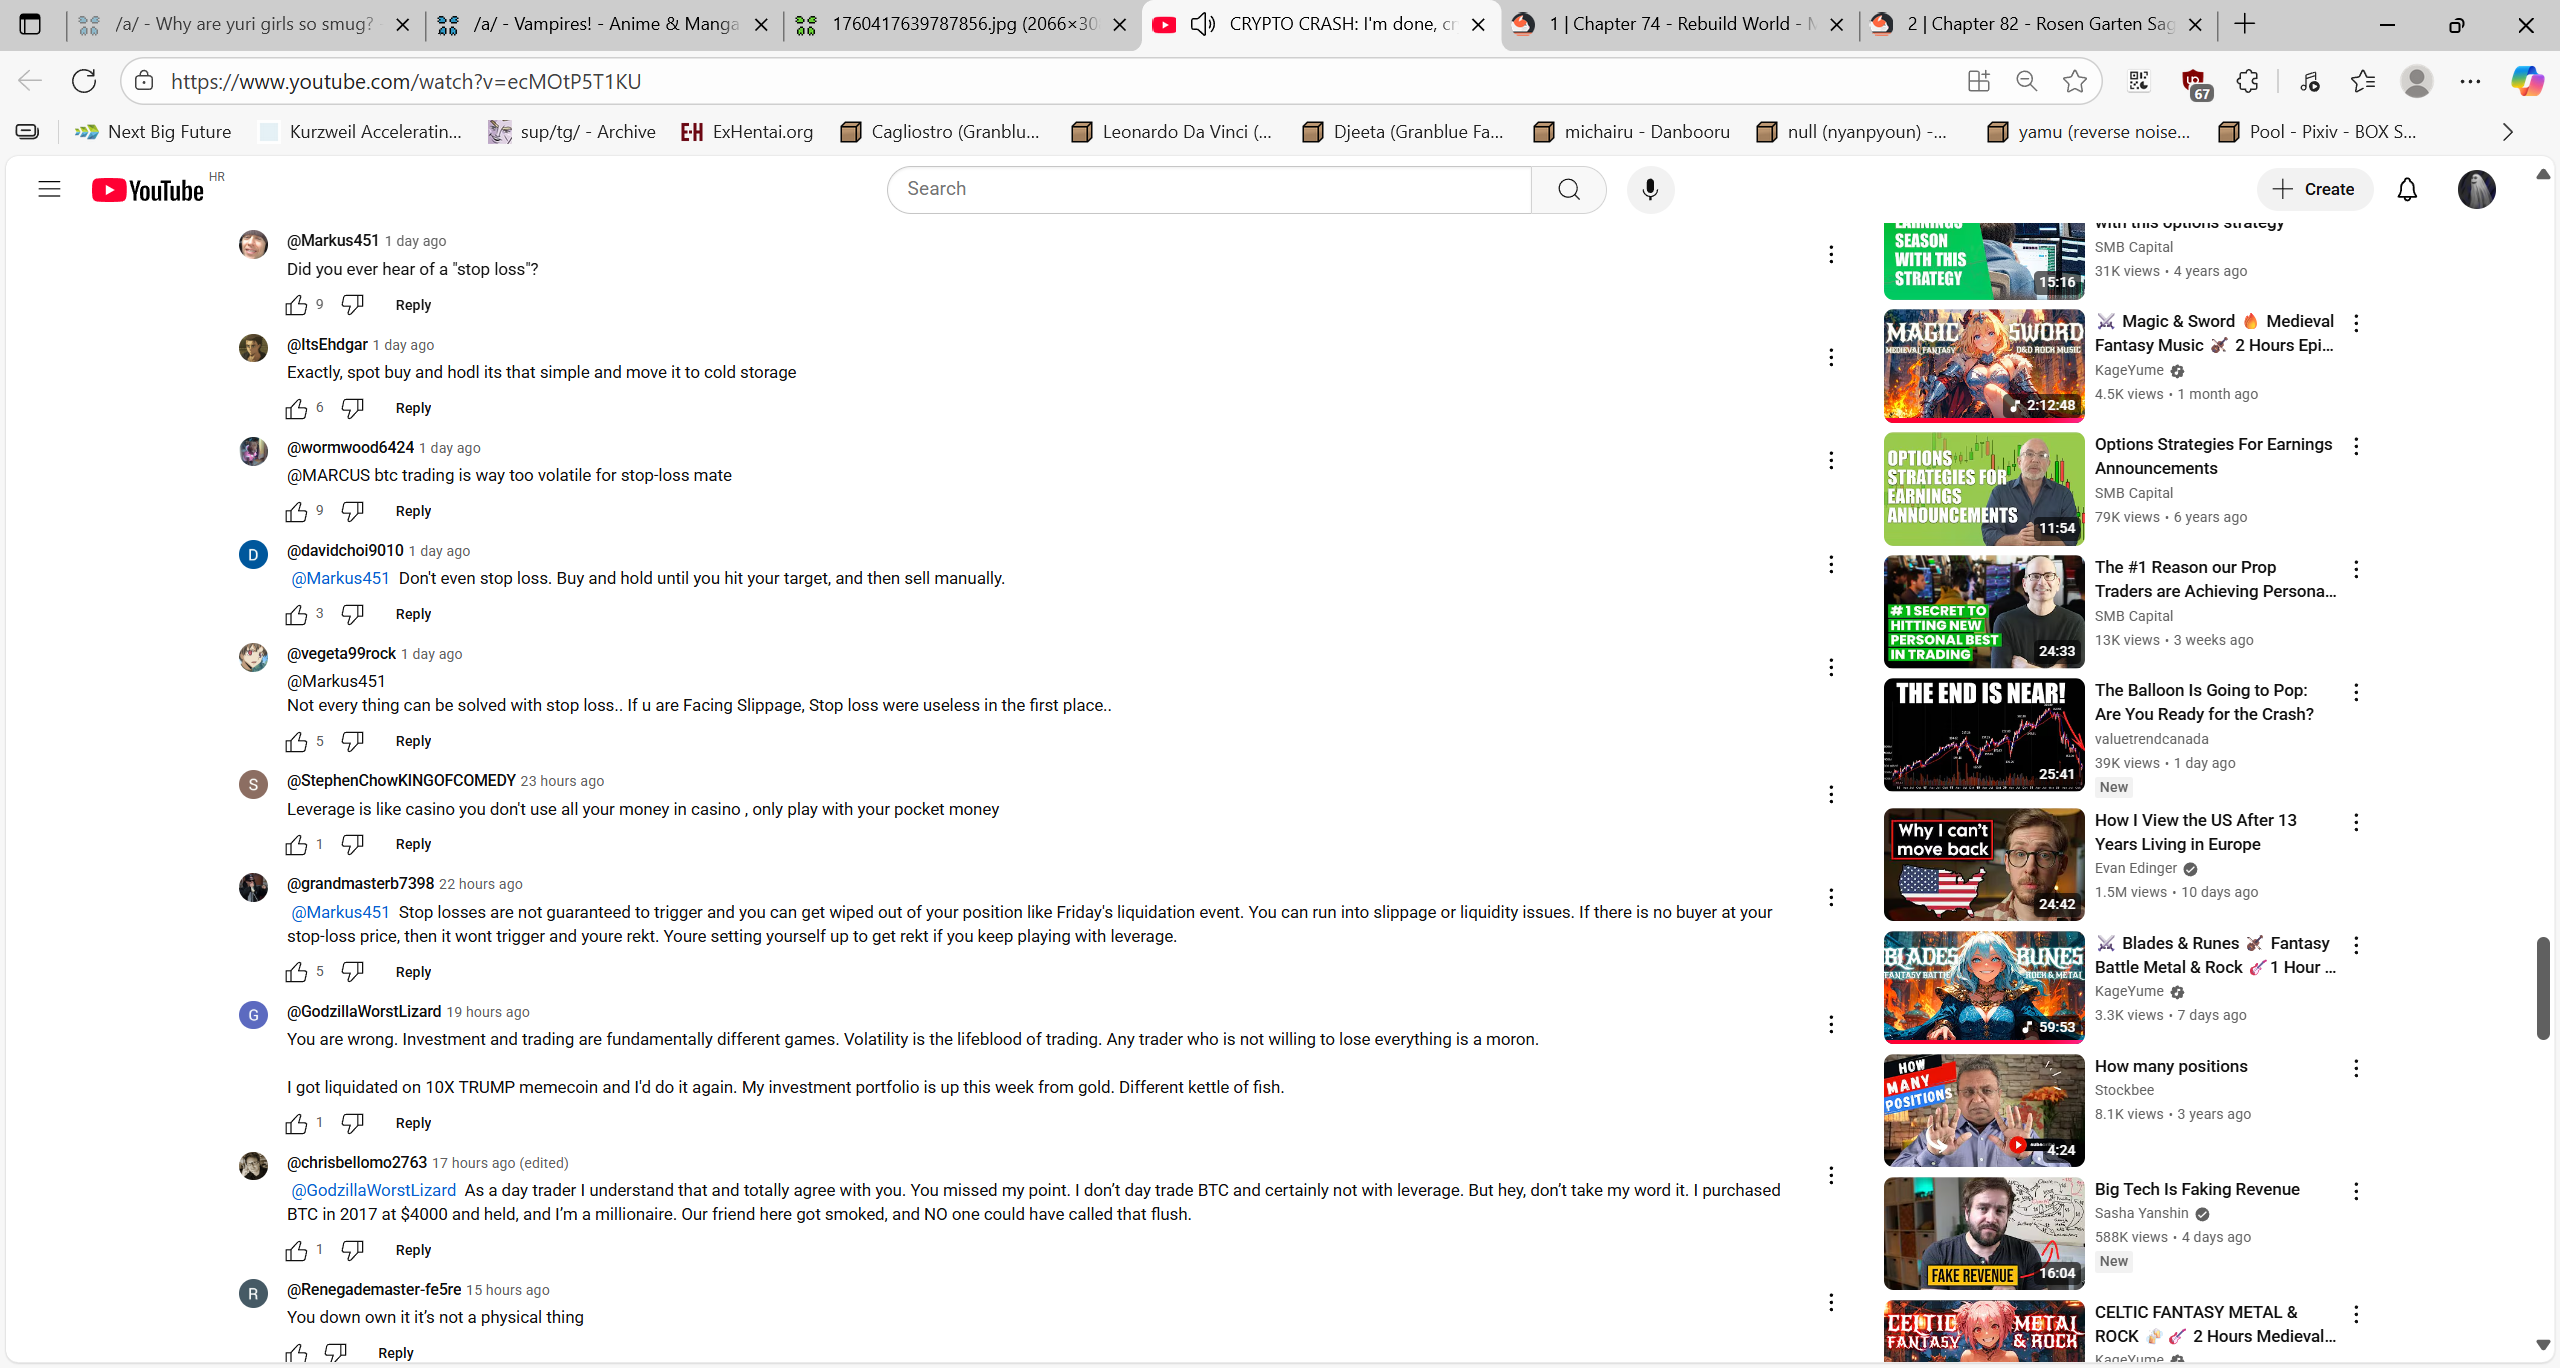 /a/ - Why are yuri girls so smug?
/a/ - Vampires! - Anime & Manga
1760417639787856.jpg (2066×30
CRYPTO CRASH: I'm done, cr
1 | Chapter 74 - Rebuild World - M
2 | Chapter 82 - Rosen Garten Sag
https://www.youtube.com/watch?v=ecMOtP5T1KU
67
Next Big Future
Kurzweil Acceleratin...
sup/tg/ - Archive
ExHentai.org
Cagliostro (Granblu...
Leonardo Da Vinci (...
Djeeta (Granblue Fa...
michairu - Danbooru
null (nyanpyoun) -...
yamu (reverse noise...
Pool - Pixiv - BOX S...
YouTube HR
Search
Create
@Markus451 1 day ago
Did you ever hear of a "stop loss"?
9 Reply
@ItsEhdgar 1 day ago
Exactly, spot buy and hodl its that simple and move it to cold storage
6 Reply
@wormwood6424 1 day ago
@MARCUS btc trading is way too volatile for stop-loss mate
9 Reply
D
@davidchoi9010 1 day ago
@Markus451 Don't even stop loss. Buy and hold until you hit your target, and then sell manually.
3 Reply
@vegeta99rock 1 day ago
@Markus451
Not every thing can be solved with stop loss.. If u are Facing Slippage, Stop loss were useless in the first place..
5 Reply
S
@StephenChowKINGOFCOMEDY 23 hours ago
Leverage is like casino you don't use all your money in casino , only play with your pocket money
1 Reply
@grandmasterb7398 22 hours ago
@Markus451 Stop losses are not guaranteed to trigger and you can get wiped out of your position like Friday's liquidation event. You can run into slippage or liquidity issues. If there is no buyer at your
stop-loss price, then it wont trigger and youre rekt. Youre setting yourself up to get rekt if you keep playing with leverage.
5 Reply
G
@GodzillaWorstLizard 19 hours ago
You are wrong. Investment and trading are fundamentally different games. Volatility is the lifeblood of trading. Any trader who is not willing to lose everything is a moron.
I got liquidated on 10X TRUMP memecoin and I'd do it again. My investment portfolio is up this week from gold. Different kettle of fish.
1 Reply
@chrisbellomo2763 17 hours ago (edited)
@GodzillaWorstLizard As a day trader I understand that and totally agree with you. You missed my point. I don’t day trade BTC and certainly not with leverage. But hey, don’t take my word it. I purchased
BTC in 2017 at $4000 and held, and I’m a millionaire. Our friend here got smoked, and NO one could have called that flush.
1 Reply
R
@Renegademaster-fe5re 15 hours ago
You down own it it’s not a physical thing
Reply
EARNINGS
SEASON
WITH THIS
STRATEGY
15:16
with this options strategy
SMB Capital
31K views • 4 years ago
MAGIC SWORD
MEDIEVAL FANTASY D&D ROCK MUSIC
2:12:48
⚔️ Magic & Sword 🔥 Medieval
Fantasy Music 🎻 2 Hours Epi...
KageYume
4.5K views • 1 month ago
OPTIONS
STRATEGIES FOR
EARNINGS
ANNOUNCEMENTS
11:54
Options Strategies For Earnings
Announcements
SMB Capital
79K views • 6 years ago
#1 SECRET TO
HITTING NEW
PERSONAL BEST
IN TRADING
24:33
The #1 Reason our Prop
Traders are Achieving Persona...
SMB Capital
13K views • 3 weeks ago
THE END IS NEAR!
25:41
The Balloon Is Going to Pop:
Are You Ready for the Crash?
valuetrendcanada
39K views • 1 day ago
New
Why I can't
move back
24:42
How I View the US After 13
Years Living in Europe
Evan Edinger
1.5M views • 10 days ago
BLADES RUNES
FANTASY BATTLE ROCK & METAL
59:53
⚔️ Blades & Runes 🎻 Fantasy
Battle Metal & Rock 🎸 1 Hour ...
KageYume
3.3K views • 7 days ago
HOW
MANY
POSITIONS
4:24
How many positions
Stockbee
8.1K views • 3 years ago
FAKE REVENUE
16:04
Big Tech Is Faking Revenue
Sasha Yanshin
588K views • 4 days ago
New
CELTIC METAL
FANTASY & ROCK
CELTIC FANTASY METAL &
ROCK 🍻 🎸 2 Hours Medieval...
KageYume